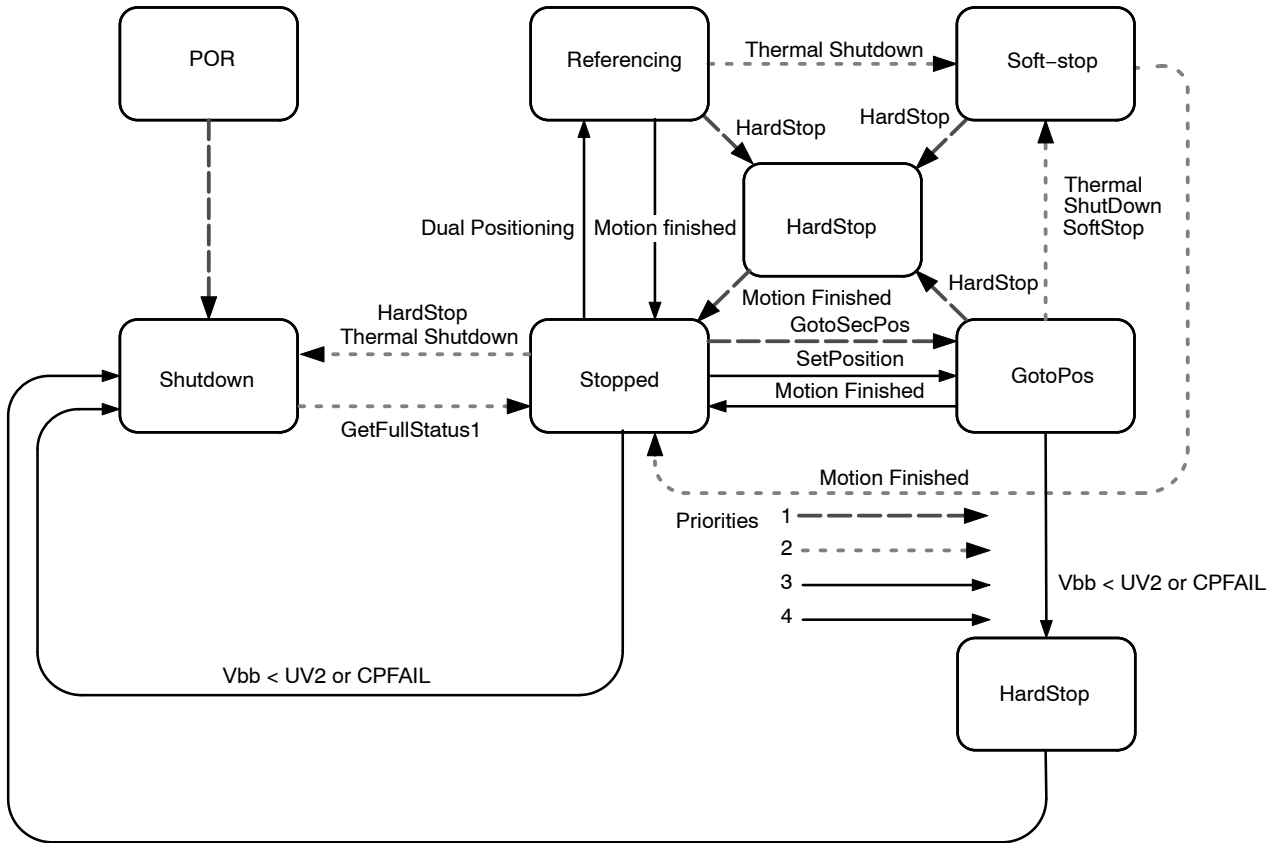 POR
Referencing
Thermal Shutdown
Soft−stop
HardStop
HardStop
HardStop
Thermal
ShutDown
SoftStop
Dual Positioning
Motion finished
HardStop
Motion Finished
HardStop
Thermal Shutdown
GotoSecPos
SetPosition
Motion Finished
Shutdown
Stopped
GotoPos
GetFullStatus1
Motion Finished
Priorities
1
2
3
4
Vbb < UV2 or CPFAIL
Vbb < UV2 or CPFAIL
HardStop